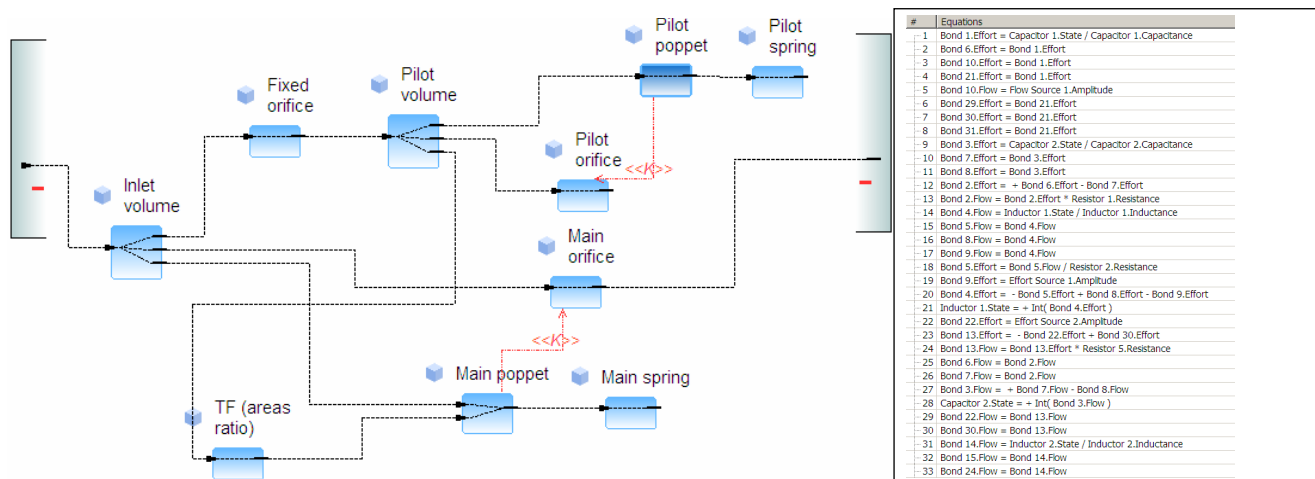 Pilot
poppet
Pilot
spring
Fixed
orifice
Pilot
volume
Pilot
orifice
<<K>>
Inlet
volume
Main
orifice
<<K>>
Main poppet
Main spring
TF (areas
ratio)
# Equations
1 Bond 1.Effort = Capacitor 1.State / Capacitor 1.Capacitance
2 Bond 6.Effort = Bond 1.Effort
3 Bond 10.Effort = Bond 1.Effort
4 Bond 21.Effort = Bond 1.Effort
5 Bond 10.Flow = Flow Source 1.Amplitude
6 Bond 29.Effort = Bond 21.Effort
7 Bond 30.Effort = Bond 21.Effort
8 Bond 31.Effort = Bond 21.Effort
9 Bond 3.Effort = Capacitor 2.State / Capacitor 2.Capacitance
10 Bond 7.Effort = Bond 3.Effort
11 Bond 8.Effort = Bond 3.Effort
12 Bond 2.Effort = + Bond 6.Effort - Bond 7.Effort
13 Bond 2.Flow = Bond 2.Effort * Resistor 1.Resistance
14 Bond 4.Flow = Inductor 1.State / Inductor 1.Inductance
15 Bond 5.Flow = Bond 4.Flow
16 Bond 8.Flow = Bond 4.Flow
17 Bond 9.Flow = Bond 4.Flow
18 Bond 5.Effort = Bond 5.Flow / Resistor 2.Resistance
19 Bond 9.Effort = Effort Source 1.Amplitude
20 Bond 4.Effort = - Bond 5.Effort + Bond 8.Effort - Bond 9.Effort
21 Inductor 1.State = + Int( Bond 4.Effort )
22 Bond 22.Effort = Effort Source 2.Amplitude
23 Bond 13.Effort = - Bond 22.Effort + Bond 30.Effort
24 Bond 13.Flow = Bond 13.Effort * Resistor 5.Resistance
25 Bond 6.Flow = Bond 2.Flow
26 Bond 7.Flow = Bond 2.Flow
27 Bond 3.Flow = + Bond 7.Flow - Bond 8.Flow
28 Capacitor 2.State = + Int( Bond 3.Flow )
29 Bond 22.Flow = Bond 13.Flow
30 Bond 30.Flow = Bond 13.Flow
31 Bond 14.Flow = Inductor 2.State / Inductor 2.Inductance
32 Bond 15.Flow = Bond 14.Flow
33 Bond 24.Flow = Bond 14.Flow